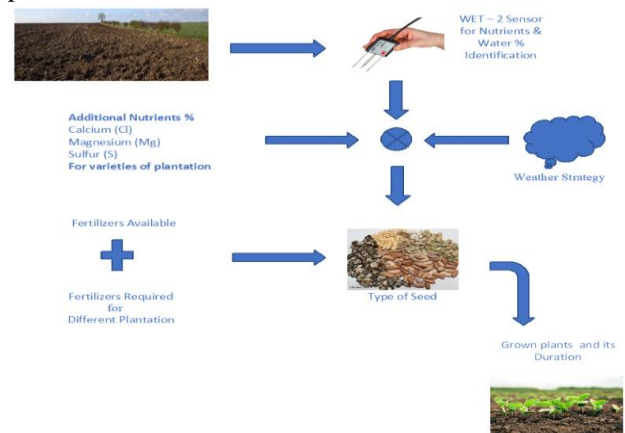 WET – 2 Sensor
for Nutrients &
Water %
Identification
Additional Nutrients %
Calcium (Cl)
Magnesium (Mg)
Sulfur (S)
For varieties of plantation
Weather Strategy
Fertilizers Available
Fertilizers Required
for
Different Plantation
Type of Seed
Grown plants and its
Duration